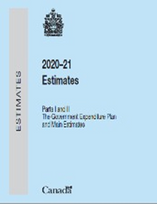 2020–21
Estimates
Parts I and II
The Government Expenditure Plan
and Main Estimates
ESTIMATES
Canada